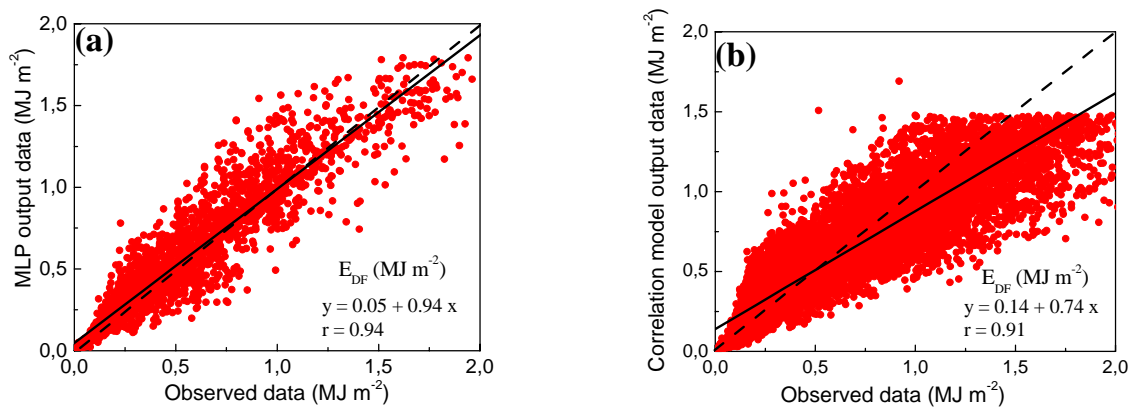 (a)
MLP output data (MJ m⁻²)
2,0
1.5
1.0
0.5
0.0
0,0
0,5
1,0
1,5
2,0
Observed data (MJ m⁻²)
E_DF (MJ m⁻²)
y = 0.05 + 0.94 x
r = 0.94
(b)
Correlation model output data (MJ m⁻²)
2,0
1,5
1,0
0,5
0,0
0,0
0,5
1,0
1,5
2,0
Observed data (MJ m⁻²)
E_DF (MJ m⁻²)
y = 0.14 + 0.74 x
r = 0.91